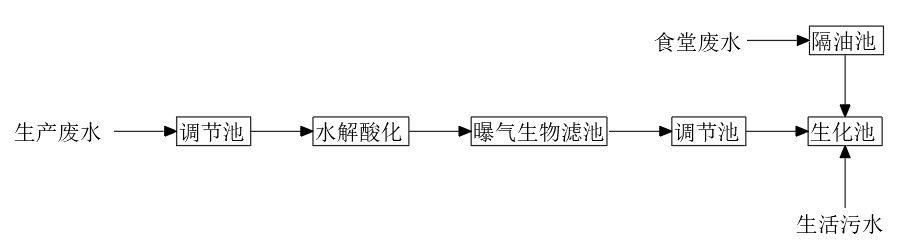 食堂废水
隔油池
生产废水
调节池
水解酸化
曝气生物滤池
调节池
生化池
生活污水